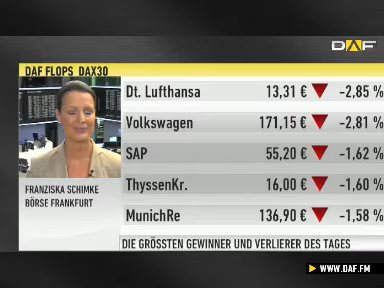 DAF
DAF FLOPS DAX30
Dt. Lufthansa 13,31 € -2,85 %
Volkswagen 171,15 € -2,81 %
SAP 55,20 € -1,62 %
ThyssenKr. 16,00 € -1,60 %
MunichRe 136,90 € -1,58 %
FRANZISKA SCHIMKE
BÖRSE FRANKFURT
DIE GRÖSSTEN GEWINNER UND VERLIERER DES TAGES
WWW.DAF.FM